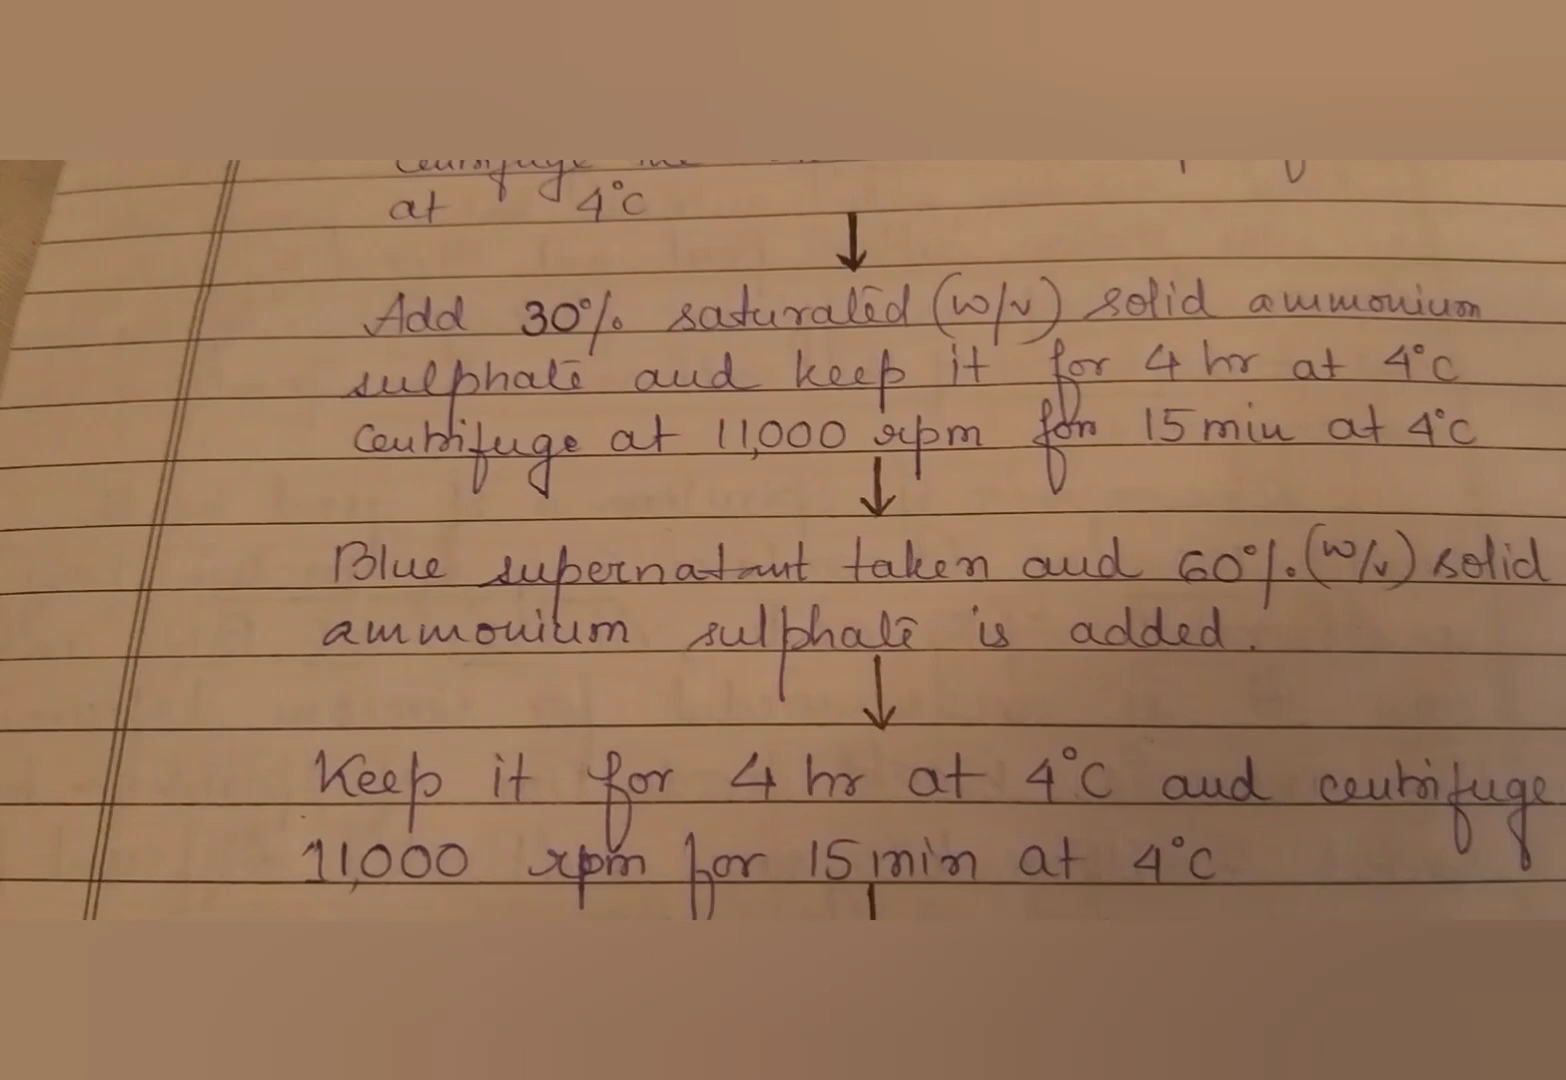 at 4°C
↓
Add 30% saturated (w/v) solid ammonium
sulphate and keep it for 4 hr at 4°C
Centrifuge at 11,000 rpm for 15 min at 4°C
↓
Blue supernatant taken and 60% (w/v) solid
ammonium sulphate is added.
↓
Keep it for 4 hr at 4°C and centrifuge
11,000 rpm for 15 min at 4°C